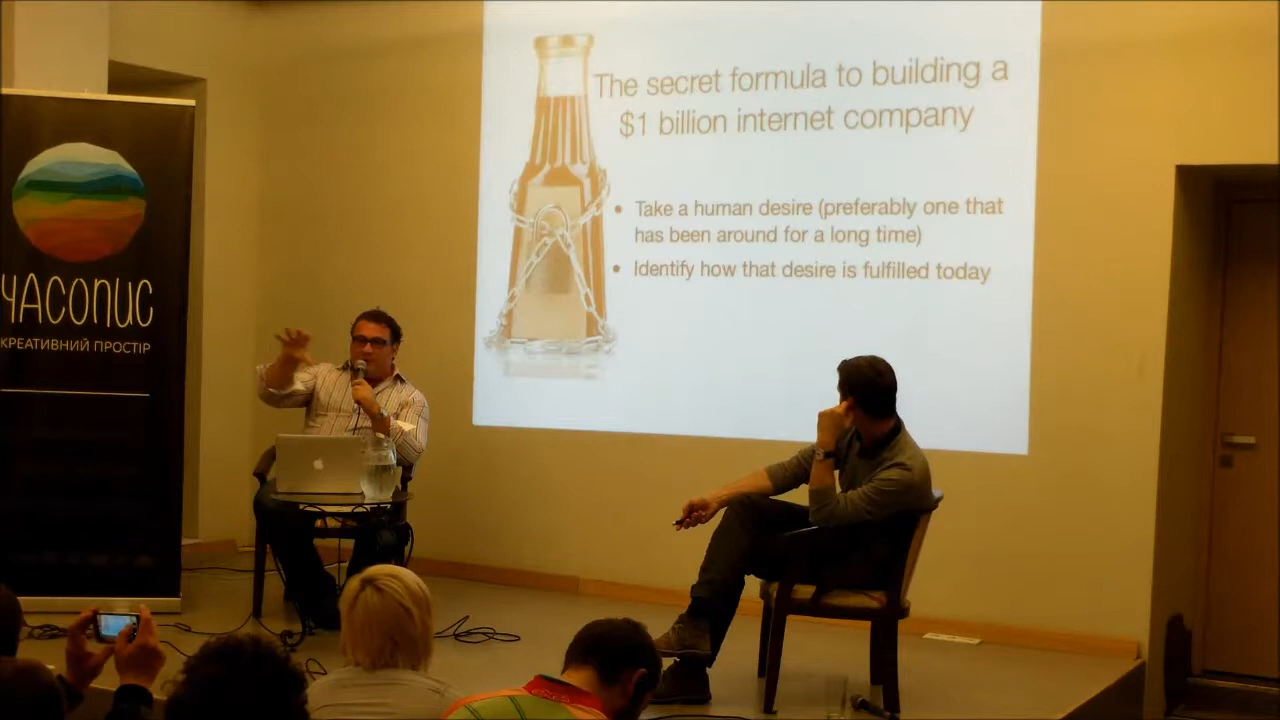 The secret formula to building a
$1 billion internet company
• Take a human desire (preferably one that
has been around for a long time)
• Identify how that desire is fulfilled today
ЧАСОПИС
КРЕАТИВНИЙ ПРОСТІР